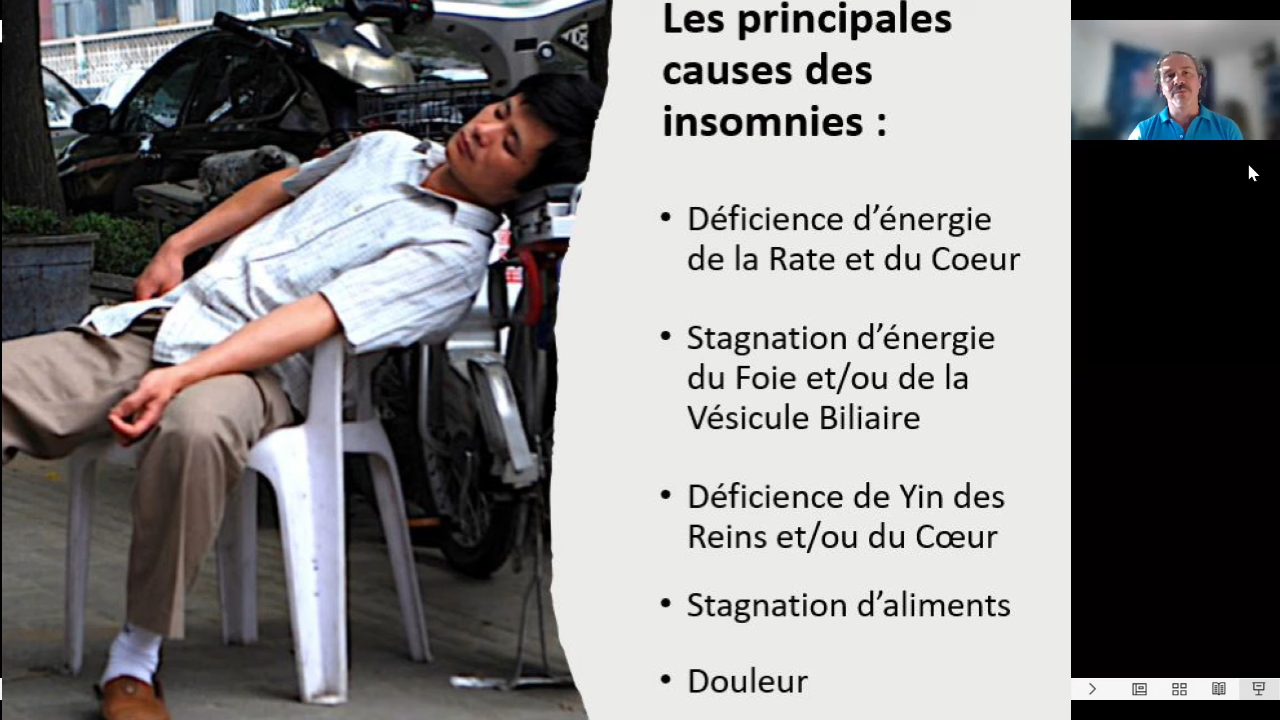 Les principales
causes des
insomnies :
• Déficience d’énergie
de la Rate et du Coeur
• Stagnation d’énergie
du Foie et/ou de la
Vésicule Biliaire
• Déficience de Yin des
Reins et/ou du Cœur
• Stagnation d’aliments
• Douleur